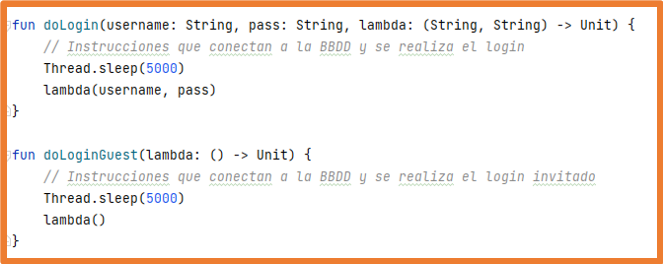 fun doLogin(username: String, pass: String, lambda: (String, String) -> Unit) {
    // Instrucciones que conectan a la BBDD y se realiza el login
    Thread.sleep(5000)
    lambda(username, pass)
}

fun doLoginGuest(lambda: () -> Unit) {
    // Instrucciones que conectan a la BBDD y se realiza el login invitado
    Thread.sleep(5000)
    lambda()
}